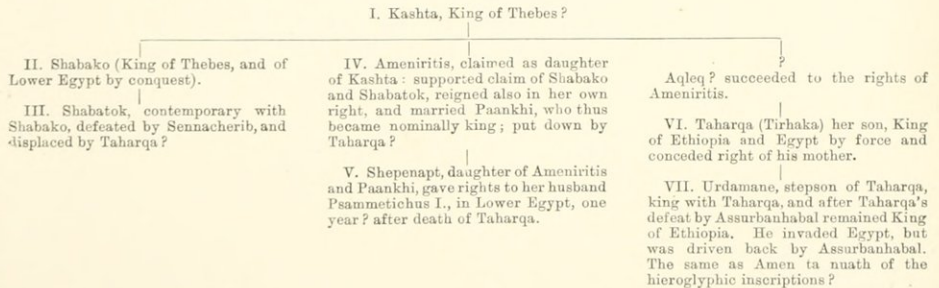 I. Kashta, King of Thebes ?
II. Shabako (King of Thebes, and of
Lower Egypt by conquest).
III. Shabatok, contemporary with
Shabako, defeated by Sennacherib, and
displaced by Taharqa ?
IV. Ameniritis, claimed as daughter
of Kashta : supported claim of Shabako
and Shabatok, reigned also in her own
right, and married Paankhi, who thus
became nominally king ; put down by
Taharqa ?
V. Shepenapt, daughter of Ameniritis
and Paankhi, gave rights to her husband
Psammetichus I., in Lower Egypt, one
year ? after death of Taharqa.
?
Aqleq ? succeeded to the rights of
Ameniritis.
VI. Taharqa (Tirhaka) her son, King
of Ethiopia and Egypt by force and
conceded right of his mother.
VII. Urdamane, stepson of Taharqa,
king with Taharqa, and after Taharqa's
defeat by Assurbanhabal remained King
of Ethiopia. He invaded Egypt, but
was driven back by Assurbanhabal.
The same as Amen ta nuath of the
hieroglyphic inscriptions ?